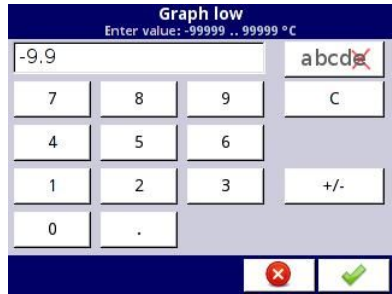 Graph low
Enter value: -99999 .. 99999 °C
-9.9
abcde
7 8 9 C
4 5 6
1 2 3 +/-
0 .